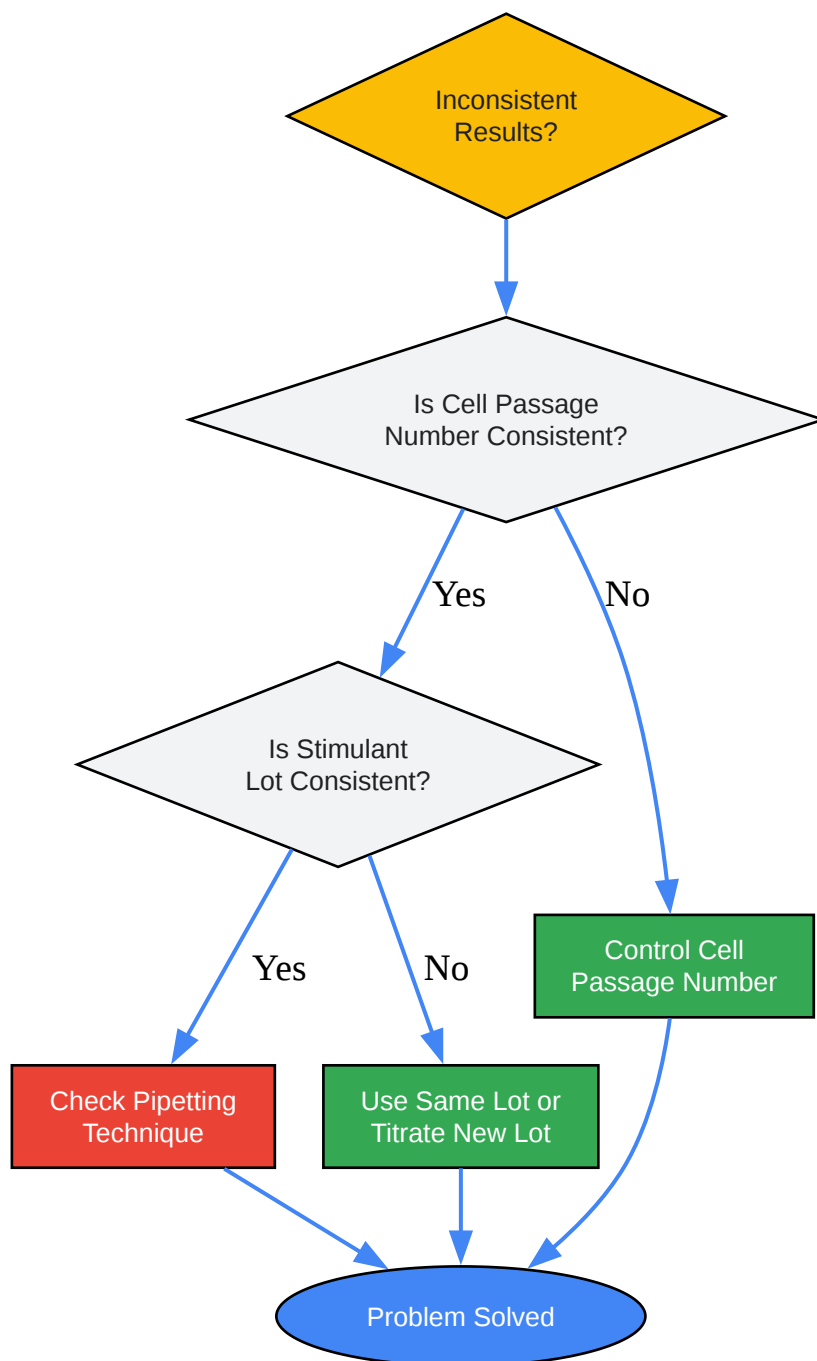 Inconsistent
Results?
Is Cell Passage
Number Consistent?
Yes
No
Is Stimulant
Lot Consistent?
Yes
No
Control Cell
Passage Number
Check Pipetting
Technique
Use Same Lot or
Titrate New Lot
Problem Solved